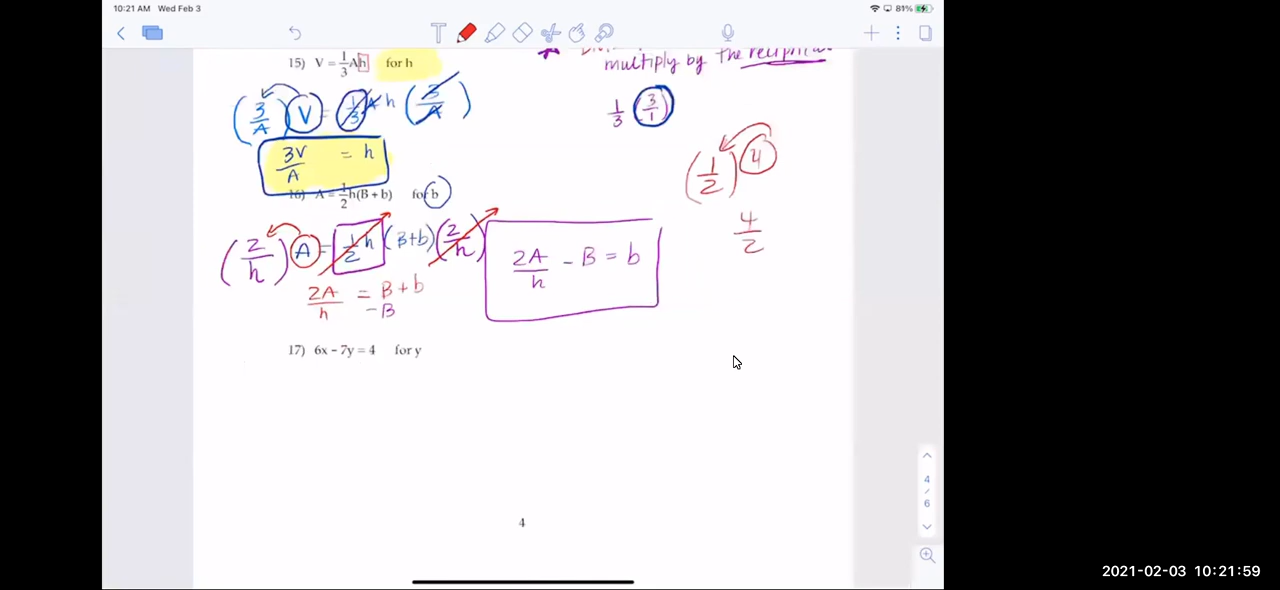 10:21 AM Wed Feb 3
81%
multiply by the reciprical
15) V = 1/3 Ah for h
(3/A) V = 1/3 A h (3/A)
1/3 (3/1)
3V/A = h
(1/2) 4
4/2
16) A = 1/2 h(B + b) for b
(2/h) A = 1/2 h (B+b) (2/h)
2A/h - B = b
2A/h = B + b
-B
17) 6x - 7y = 4 for y
4
/
6
4
2021-02-03 10:21:59